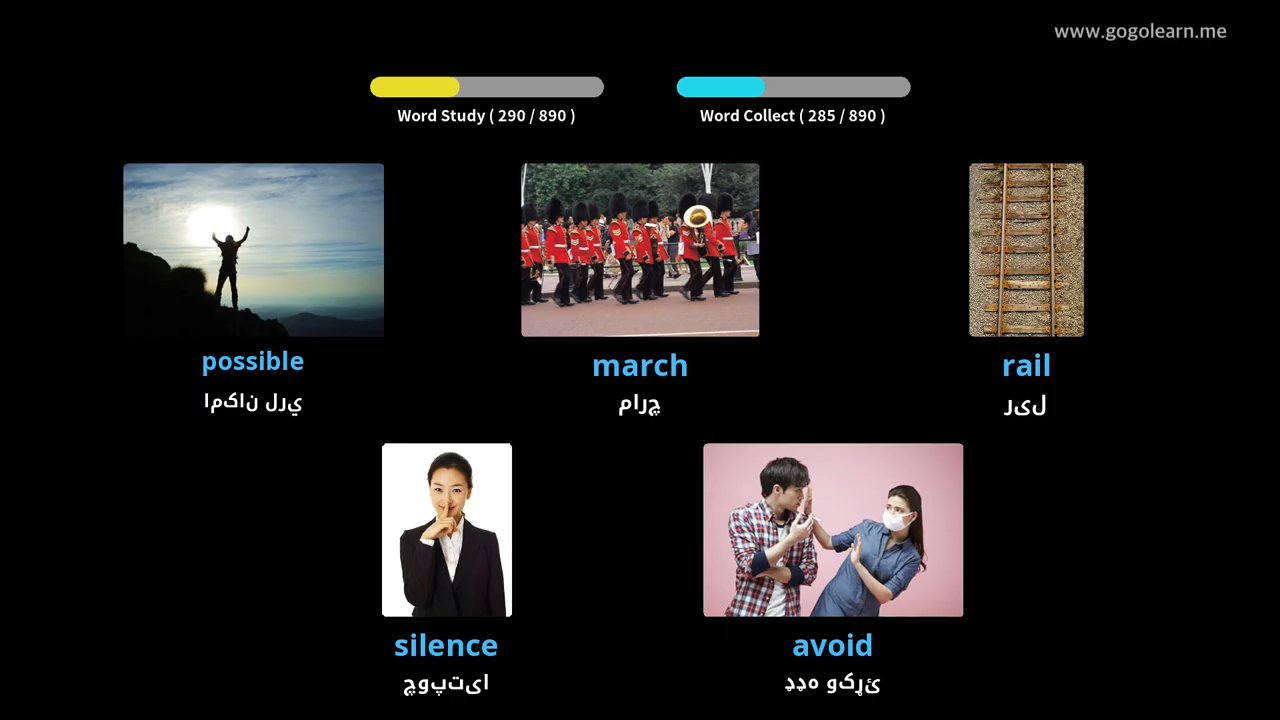 www.gogolearn.me
Word Study ( 290 / 890 )
Word Collect ( 285 / 890 )
possible
امکان لري
march
مارچ
rail
ریل
silence
چوپتیا
avoid
ډډه وکړئ